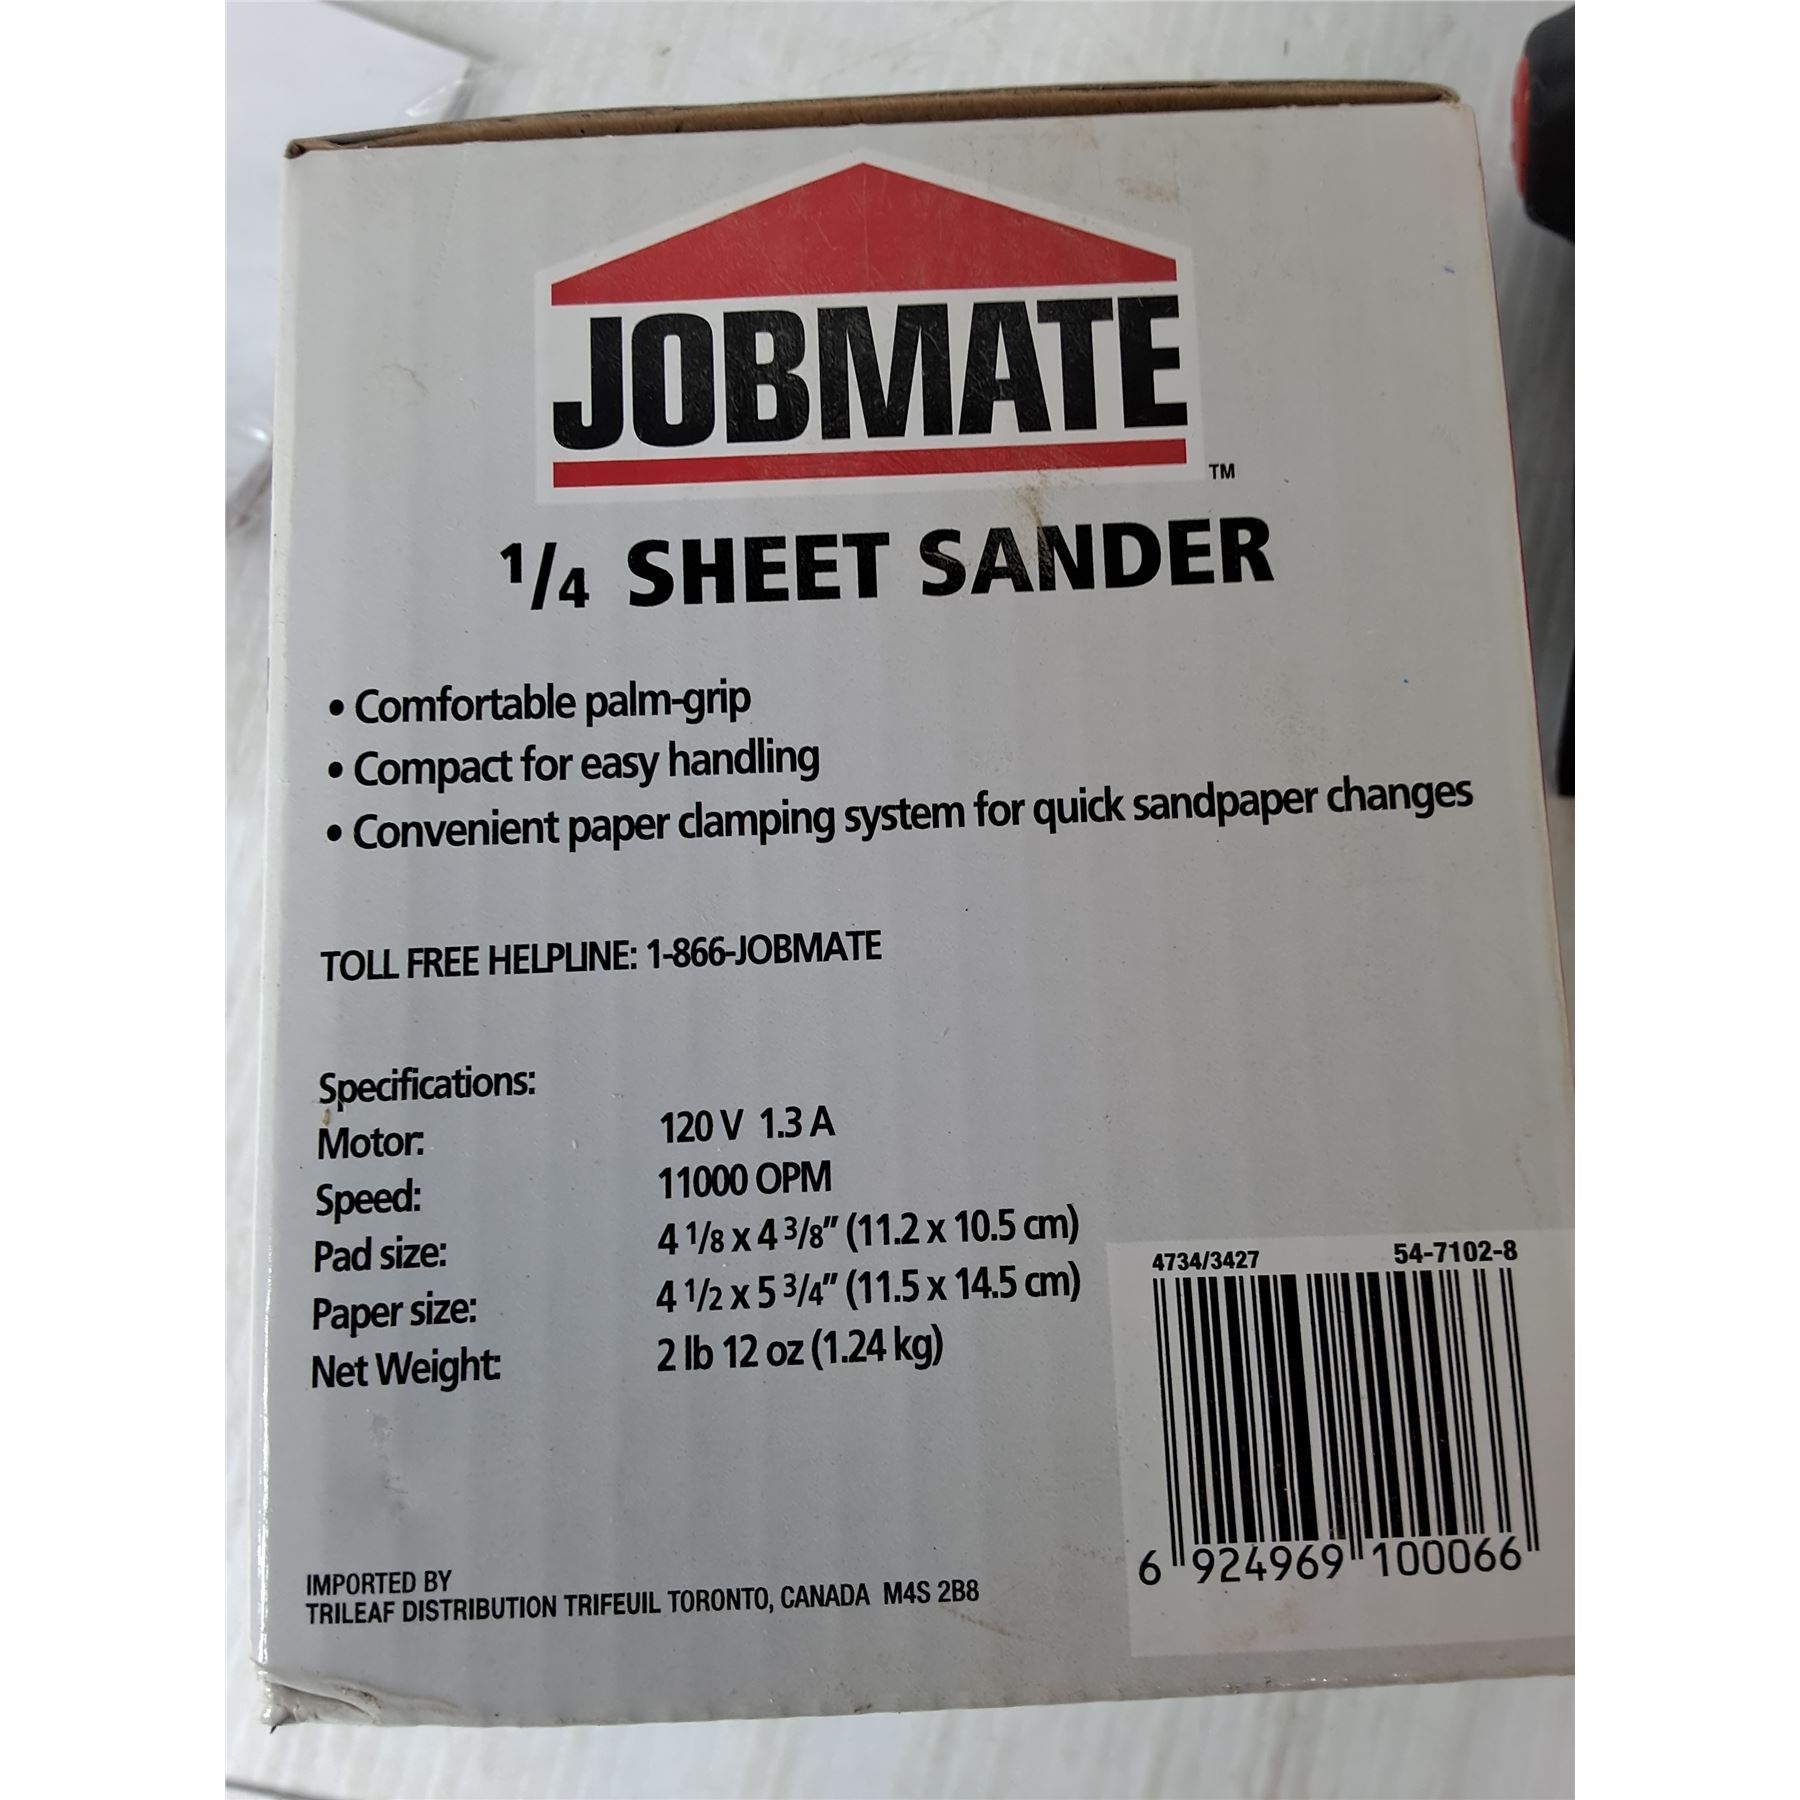 JOBMATE
TM
1/4 SHEET SANDER
• Comfortable palm-grip
• Compact for easy handling
• Convenient paper clamping system for quick sandpaper changes
TOLL FREE HELPLINE: 1-866-JOBMATE
Specifications:
Motor: 120 V 1.3 A
Speed: 11000 OPM
Pad size: 4 1/8 x 4 3/8" (11.2 x 10.5 cm)
Paper size: 4 1/2 x 5 3/4" (11.5 x 14.5 cm)
Net Weight: 2 lb 12 oz (1.24 kg)
4734/3427 54-7102-8
6 924969 100066
IMPORTED BY
TRILEAF DISTRIBUTION TRIFEUIL TORONTO, CANADA M4S 2B8